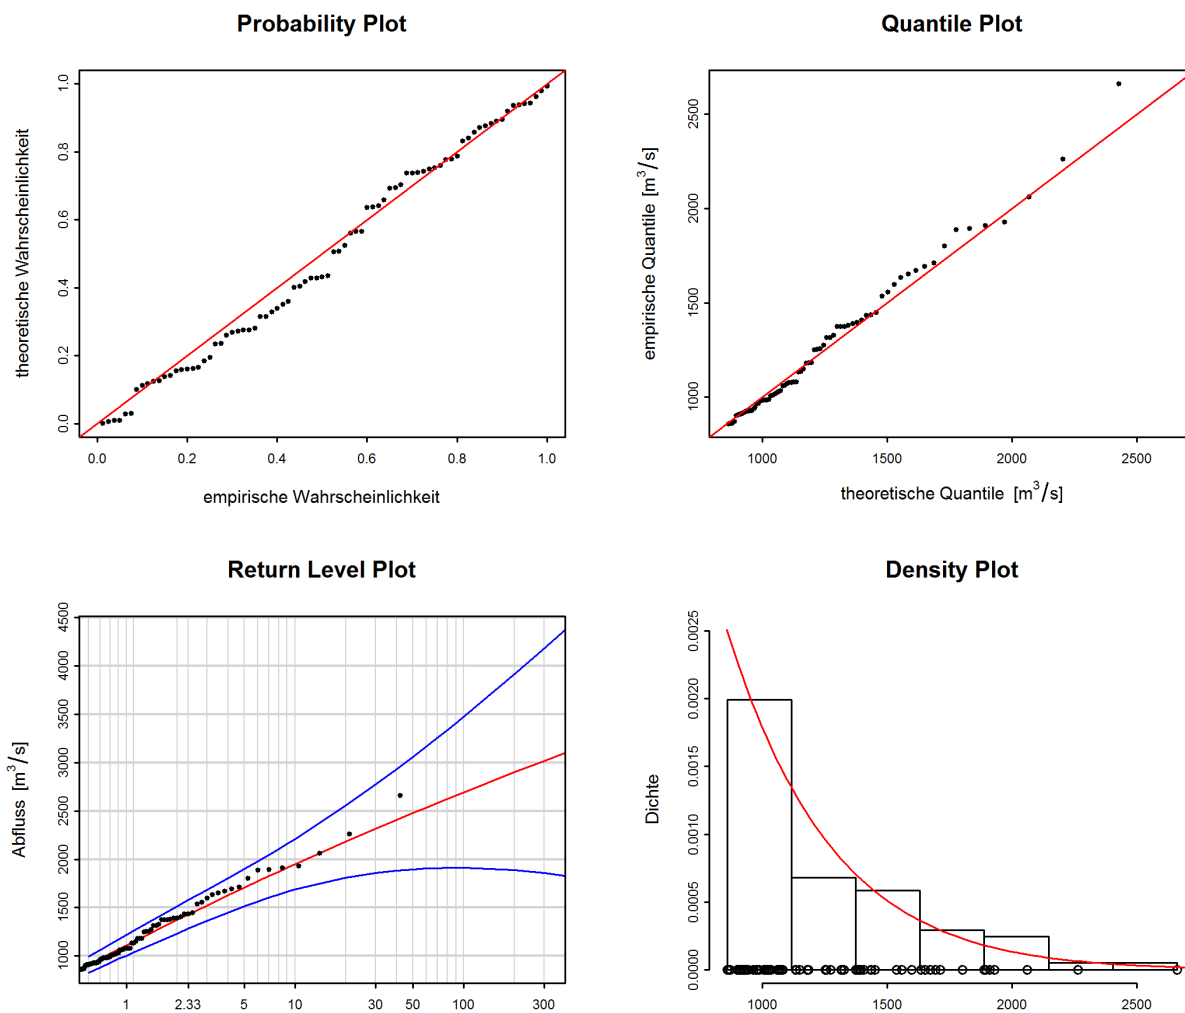 Probability Plot
theoretische Wahrscheinlichkeit
0.0 0.2 0.4 0.6 0.8 1.0
0.0 0.2 0.4 0.6 0.8 1.0
empirische Wahrscheinlichkeit
Quantile Plot
empirische Quantile [m³/s]
1000 1500 2000 2500
1000 1500 2000 2500
theoretische Quantile [m³/s]
Return Level Plot
Abfluss [m³/s]
1000 1500 2000 2500 3000 3500 4000 4500
1 2.33 5 10 30 50 100 300
Density Plot
Dichte
0.0000 0.0005 0.0010 0.0015 0.0020 0.0025
1000 1500 2000 2500